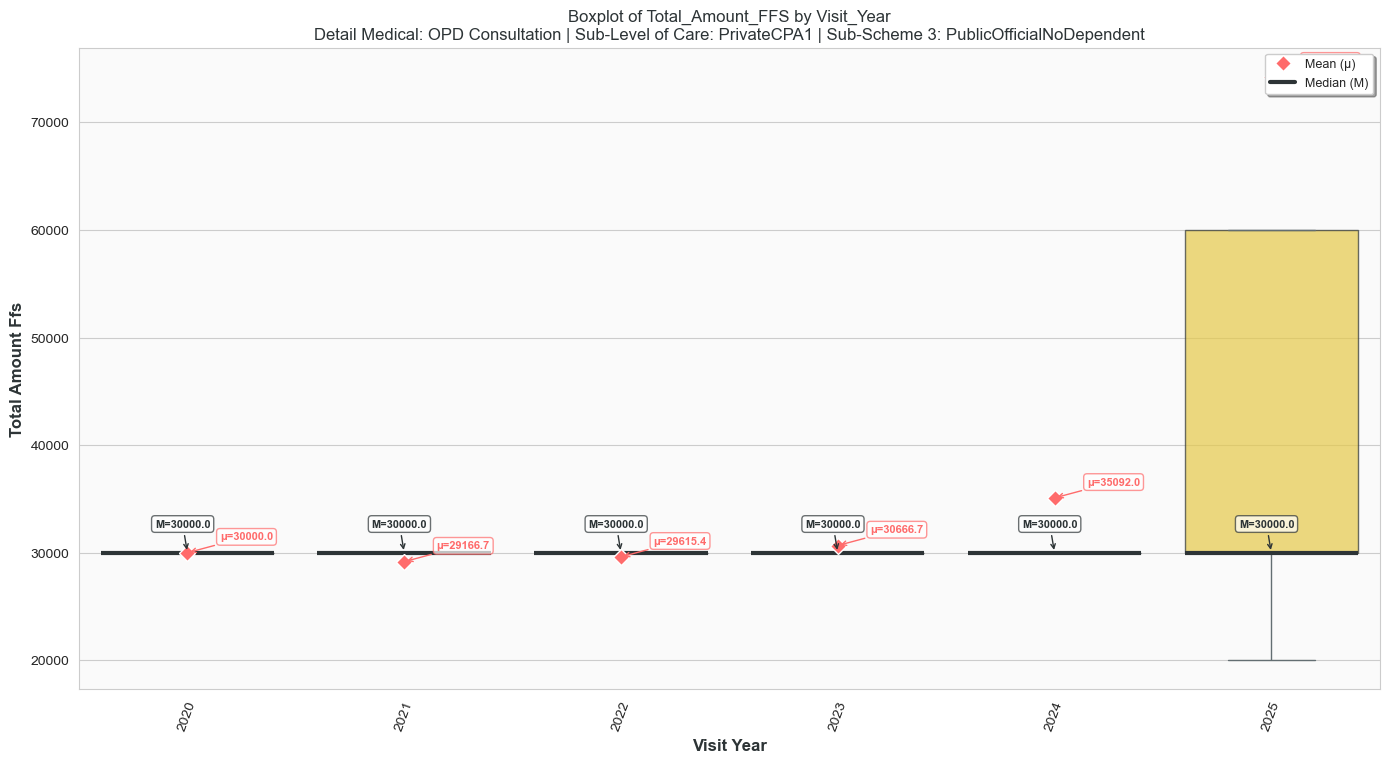 Boxplot of Total_Amount_FFS by Visit_Year
Detail Medical: OPD Consultation | Sub-Level of Care: PrivateCPA1 | Sub-Scheme 3: PublicOfficialNoDependent
Mean (μ)
Median (M)
Total Amount Ffs
70000
60000
50000
40000
30000
20000
M=30000.0
μ=30000.0
M=30000.0
μ=29166.7
M=30000.0
μ=29615.4
M=30000.0
μ=30666.7
M=30000.0
μ=35092.0
M=30000.0
2020
2021
2022
2023
2024
2025
Visit Year